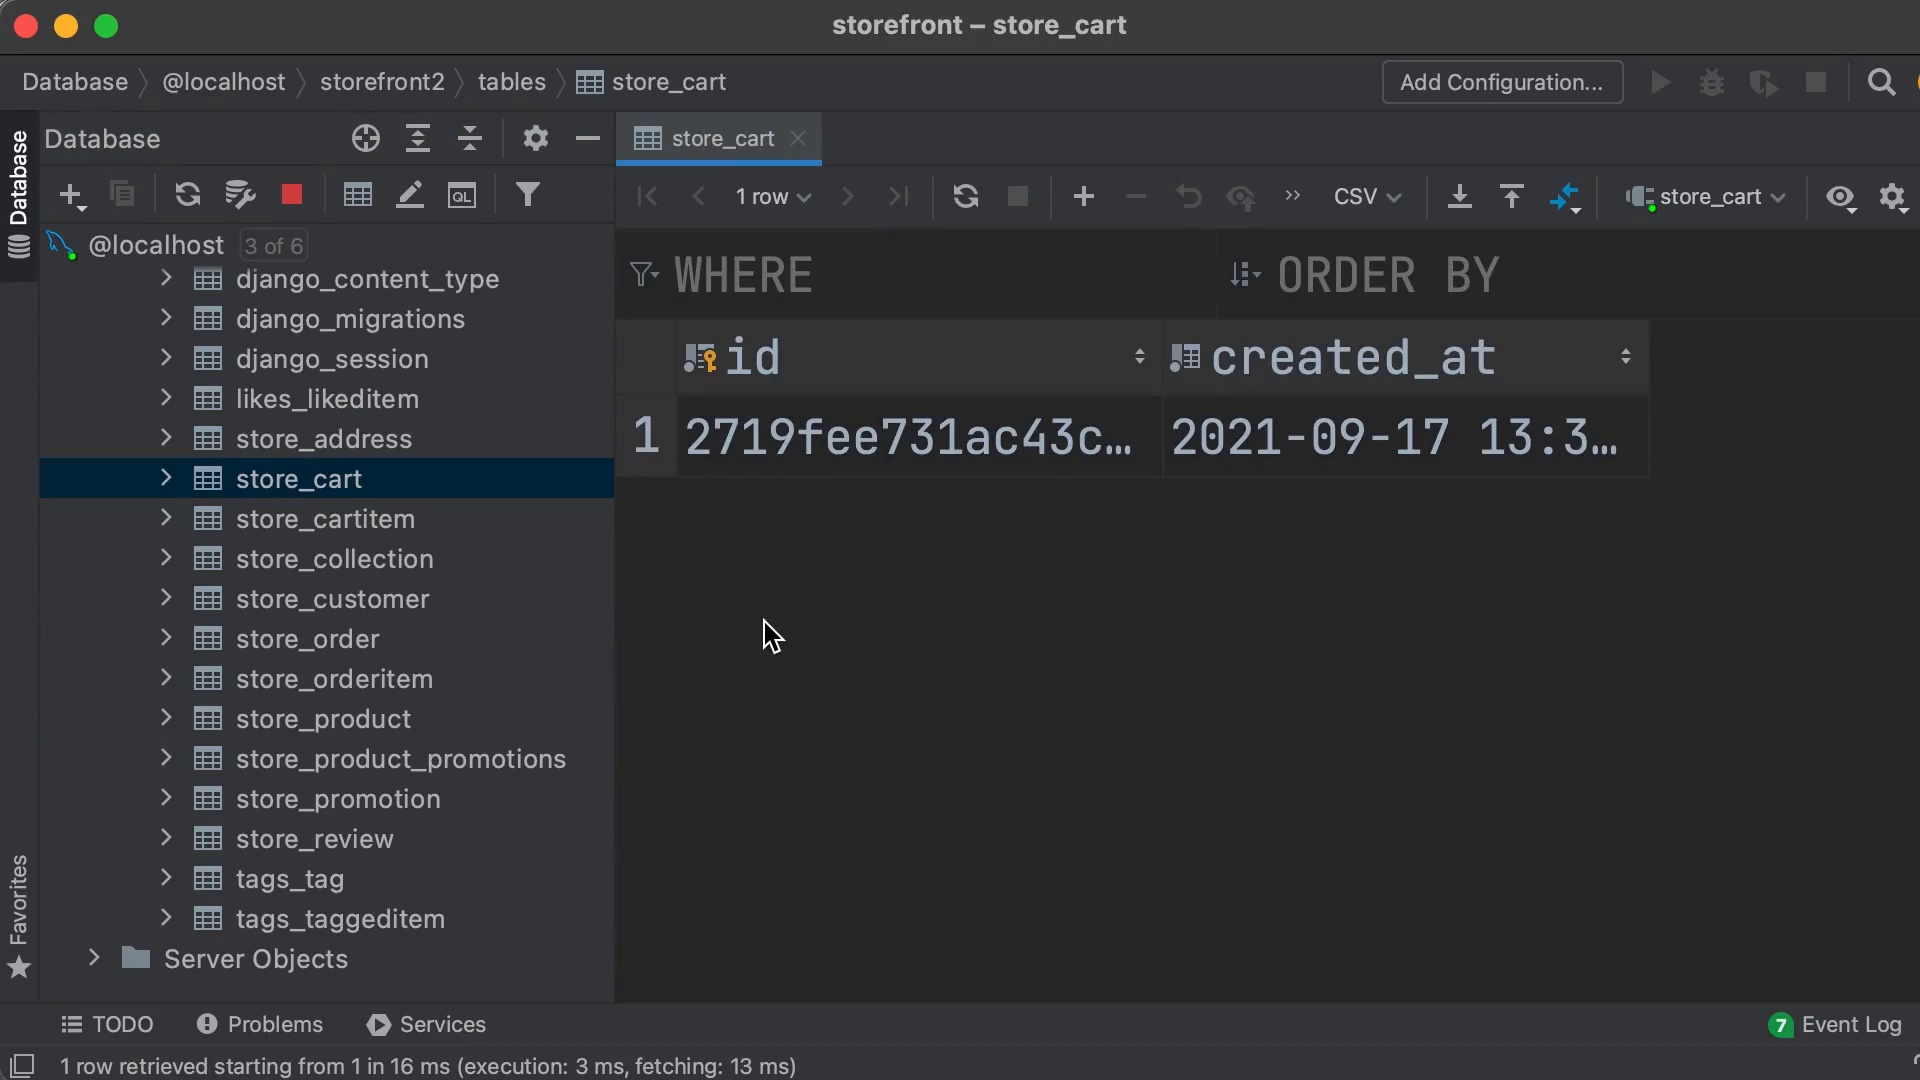 storefront – store_cart
Database
@localhost
storefront2
tables
store_cart
Add Configuration...
Database
Database
store_cart
1 row
CSV
store_cart
QL
@localhost
3 of 6
WHERE
ORDER BY
django_content_type
django_migrations
django_session
likes_likeditem
store_address
store_cart
store_cartitem
store_collection
store_customer
store_order
store_orderitem
store_product
store_product_promotions
store_promotion
store_review
tags_tag
tags_taggeditem
Server Objects
id
created_at
1
2719fee731ac43c…
2021-09-17 13:3…
Favorites
TODO
Problems
Services
7
Event Log
1 row retrieved starting from 1 in 16 ms (execution: 3 ms, fetching: 13 ms)